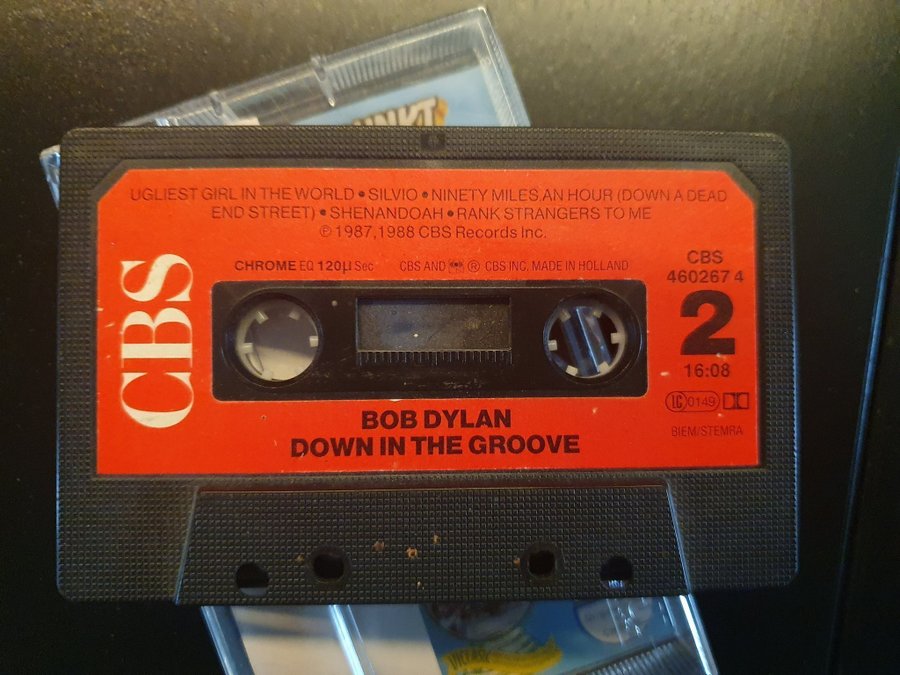 UGLIEST GIRL IN THE WORLD • SILVIO • NINETY MILES AN HOUR (DOWN A DEAD
END STREET) • SHENANDOAH • RANK STRANGERS TO ME
℗ 1987,1988 CBS Records Inc.
CHROME EQ 120µ Sec CBS AND ® CBS INC. MADE IN HOLLAND
CBS
460267 4
2
16:08
CBS
LC 0149
BIEM/STEMRA
BOB DYLAN
DOWN IN THE GROOVE